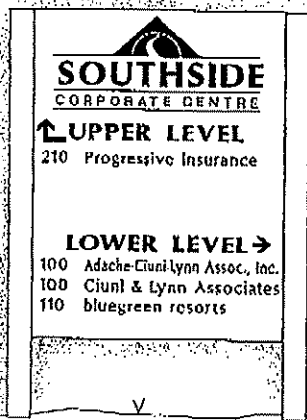 SOUTHSIDE
CORPORATE CENTRE
UPPER LEVEL
210 Progressive Insurance
LOWER LEVEL
100 Adache-Ciuni-Lynn Assoc., Inc.
100 Ciuni & Lynn Associates
110 bluegreen resorts